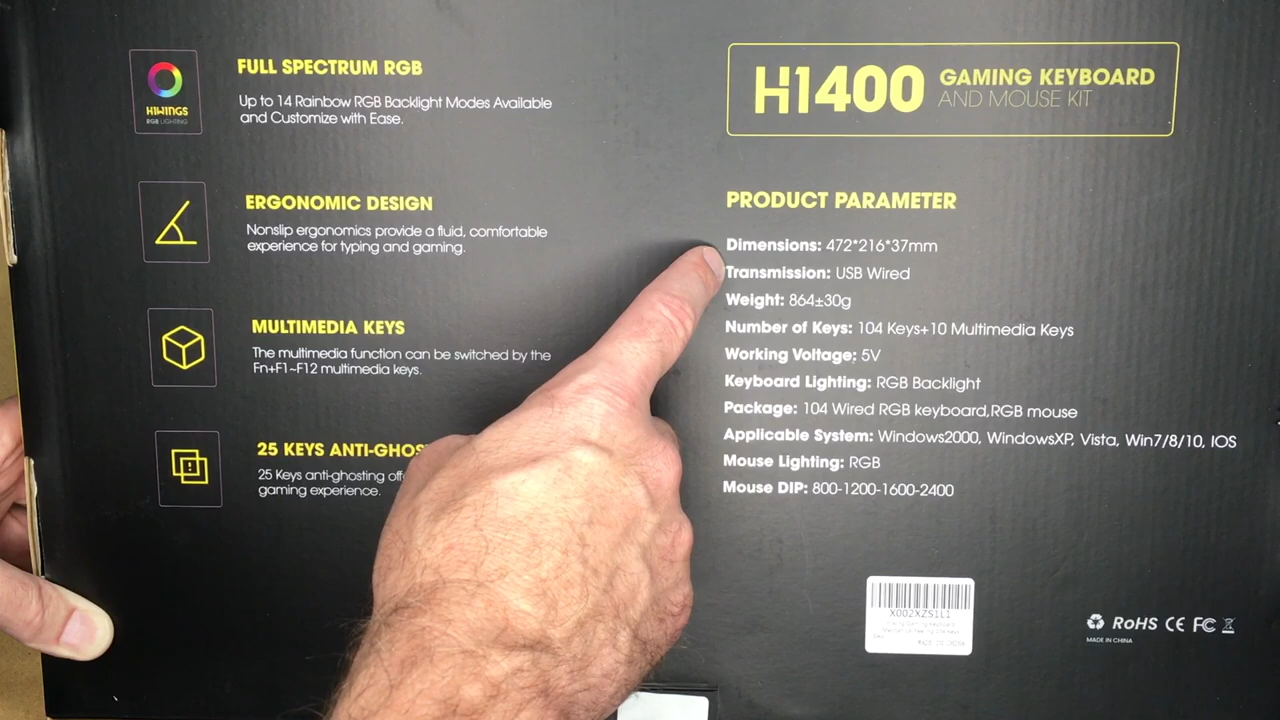 HIWINGS
RGB LIGHTING
FULL SPECTRUM RGB
Up to 14 Rainbow RGB Backlight Modes Available
and Customize with Ease.
ERGONOMIC DESIGN
Nonslip ergonomics provide a fluid, comfortable
experience for typing and gaming.
MULTIMEDIA KEYS
The multimedia function can be switched by the
Fn+F1~F12 multimedia keys.
25 KEYS ANTI-GHOS
25 Keys anti-ghosting off
gaming experience.
H1400 GAMING KEYBOARD
AND MOUSE KIT
PRODUCT PARAMETER
Dimensions: 472*216*37mm
Transmission: USB Wired
Weight: 864±30g
Number of Keys: 104 Keys+10 Multimedia Keys
Working Voltage: 5V
Keyboard Lighting: RGB Backlight
Package: 104 Wired RGB keyboard,RGB mouse
Applicable System: Windows2000, WindowsXP, Vista, Win7/8/10, IOS
Mouse Lighting: RGB
Mouse DIP: 800-1200-1600-2400
X002XZS1L1
RoHS CE FC
MADE IN CHINA